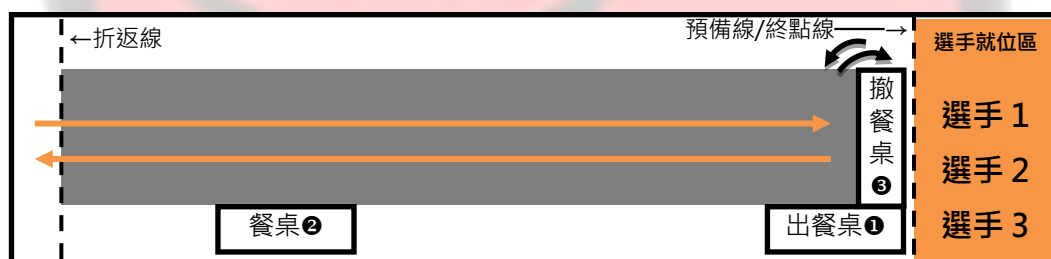 ←折返線
預備線/終點線——→
選手就位區
撤餐桌❸
選手 1
選手 2
選手 3
餐桌❷
出餐桌❶